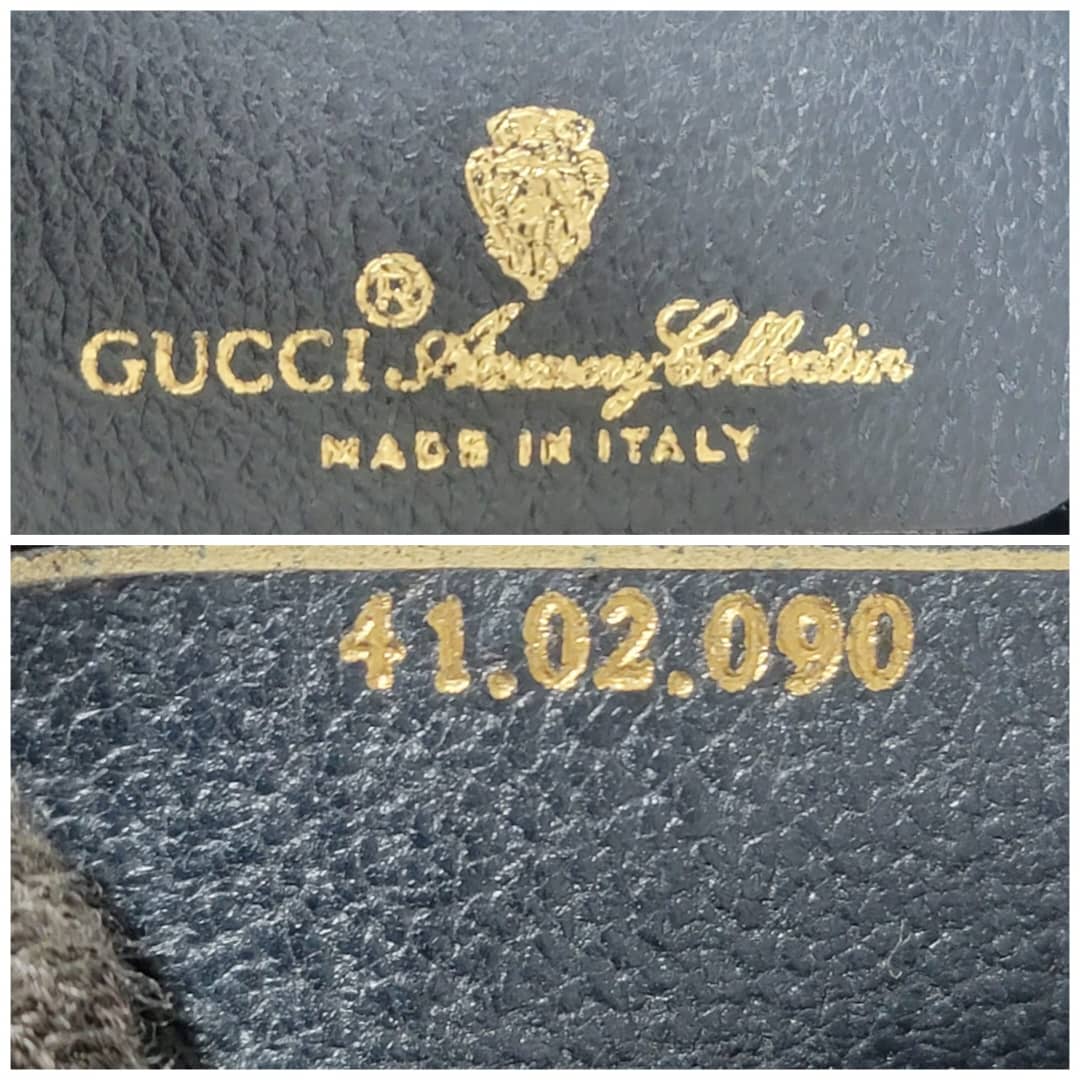 GUCCI® Accessory Collection
MADE IN ITALY
41.02.090